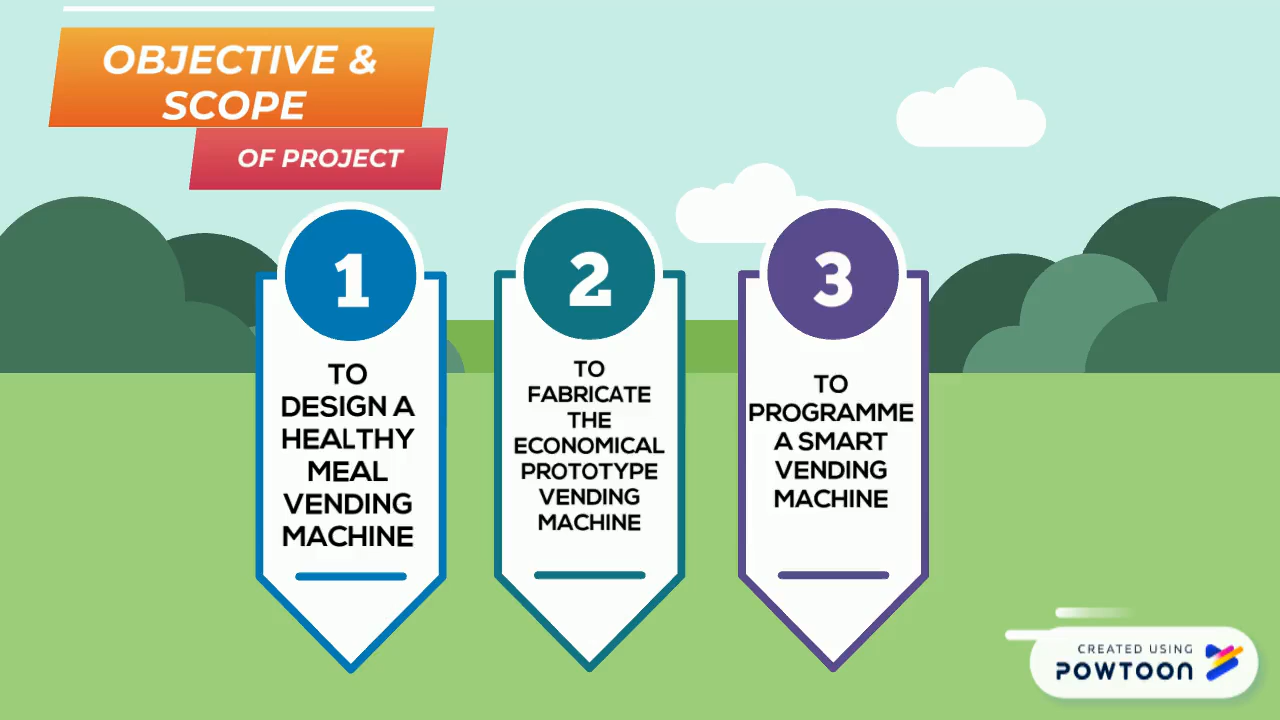 OBJECTIVE &
SCOPE
OF PROJECT
1
TO
DESIGN A
HEALTHY
MEAL
VENDING
MACHINE
2
TO
FABRICATE
THE
ECONOMICAL
PROTOTYPE
VENDING
MACHINE
3
TO
PROGRAMME
A SMART
VENDING
MACHINE
CREATED USING
POWTOON